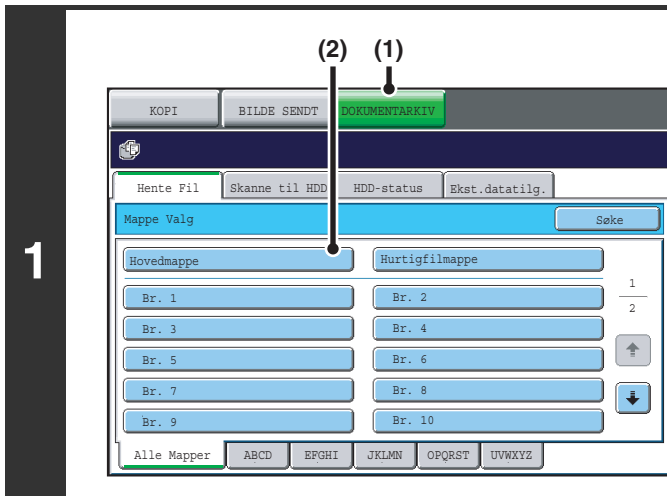 1
(2) (1)
KOPI BILDE SENDT DOKUMENTARKIV
Hente Fil Skanne til HDD HDD-status Ekst.datatilg.
Mappe Valg Søke
Hovedmappe Hurtigfilmappe
Br. 1 Br. 2
Br. 3 Br. 4
Br. 5 Br. 6
Br. 7 Br. 8
Br. 9 Br. 10
1
2
Alle Mapper ABCD EFGHI JKLMN OPQRST UVWXYZ